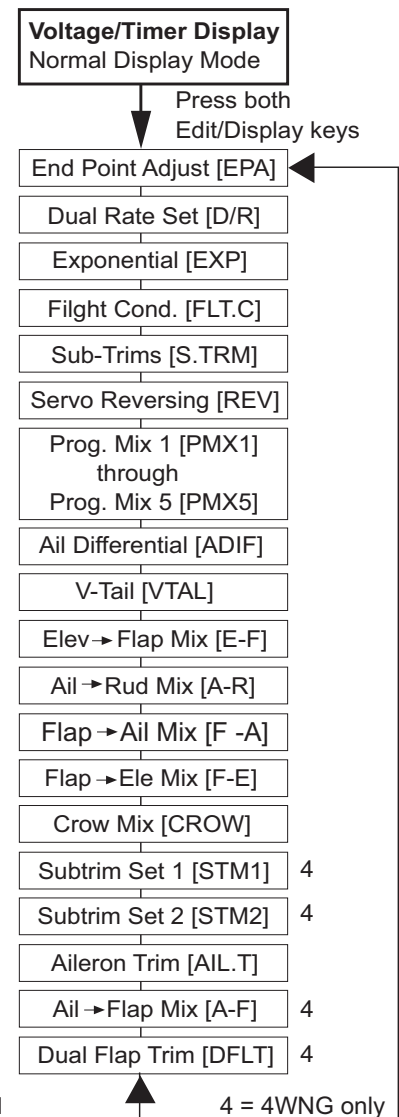 Voltage/Timer Display
Normal Display Mode
Press both
Edit/Display keys
End Point Adjust [EPA]
Dual Rate Set [D/R]
Exponential [EXP]
Filght Cond. [FLT.C]
Sub-Trims [S.TRM]
Servo Reversing [REV]
Prog. Mix 1 [PMX1]
through
Prog. Mix 5 [PMX5]
Ail Differential [ADIF]
V-Tail [VTAL]
Elev→Flap Mix [E-F]
Ail→Rud Mix [A-R]
Flap→Ail Mix [F -A]
Flap→Ele Mix [F-E]
Crow Mix [CROW]
Subtrim Set 1 [STM1] 4
Subtrim Set 2 [STM2] 4
Aileron Trim [AIL.T]
Ail→Flap Mix [A-F] 4
Dual Flap Trim [DFLT] 4
4 = 4WNG only